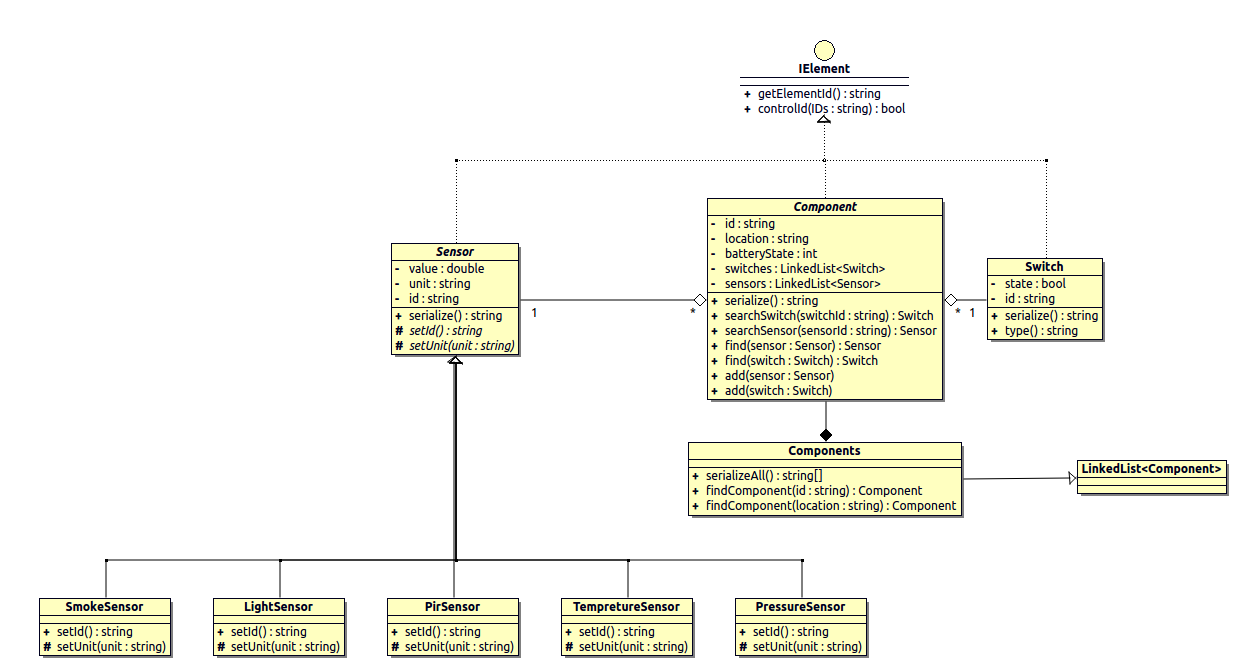 IElement
+ getElementId() : string
+ controlId(IDs : string) : bool
Component
- id : string
- location : string
- batteryState : int
- switches : LinkedList<Switch>
- sensors : LinkedList<Sensor>
+ serialize() : string
+ searchSwitch(switchId : string) : Switch
+ searchSensor(sensorId : string) : Sensor
+ find(sensor : Sensor) : Sensor
+ find(switch : Switch) : Switch
+ add(sensor : Sensor)
+ add(switch : Switch)
Sensor
- value : double
- unit : string
- id : string
+ serialize() : string
# setId() : string
# setUnit(unit : string)
1
*
* 1
Switch
- state : bool
- id : string
+ serialize() : string
+ type() : string
Components
+ serializeAll() : string[]
+ findComponent(id : string) : Component
+ findComponent(location : string) : Component
LinkedList<Component>
SmokeSensor
+ setId() : string
# setUnit(unit : string)
LightSensor
+ setId() : string
# setUnit(unit : string)
PirSensor
+ setId() : string
# setUnit(unit : string)
TempretureSensor
+ setId() : string
# setUnit(unit : string)
PressureSensor
+ setId() : string
# setUnit(unit : string)